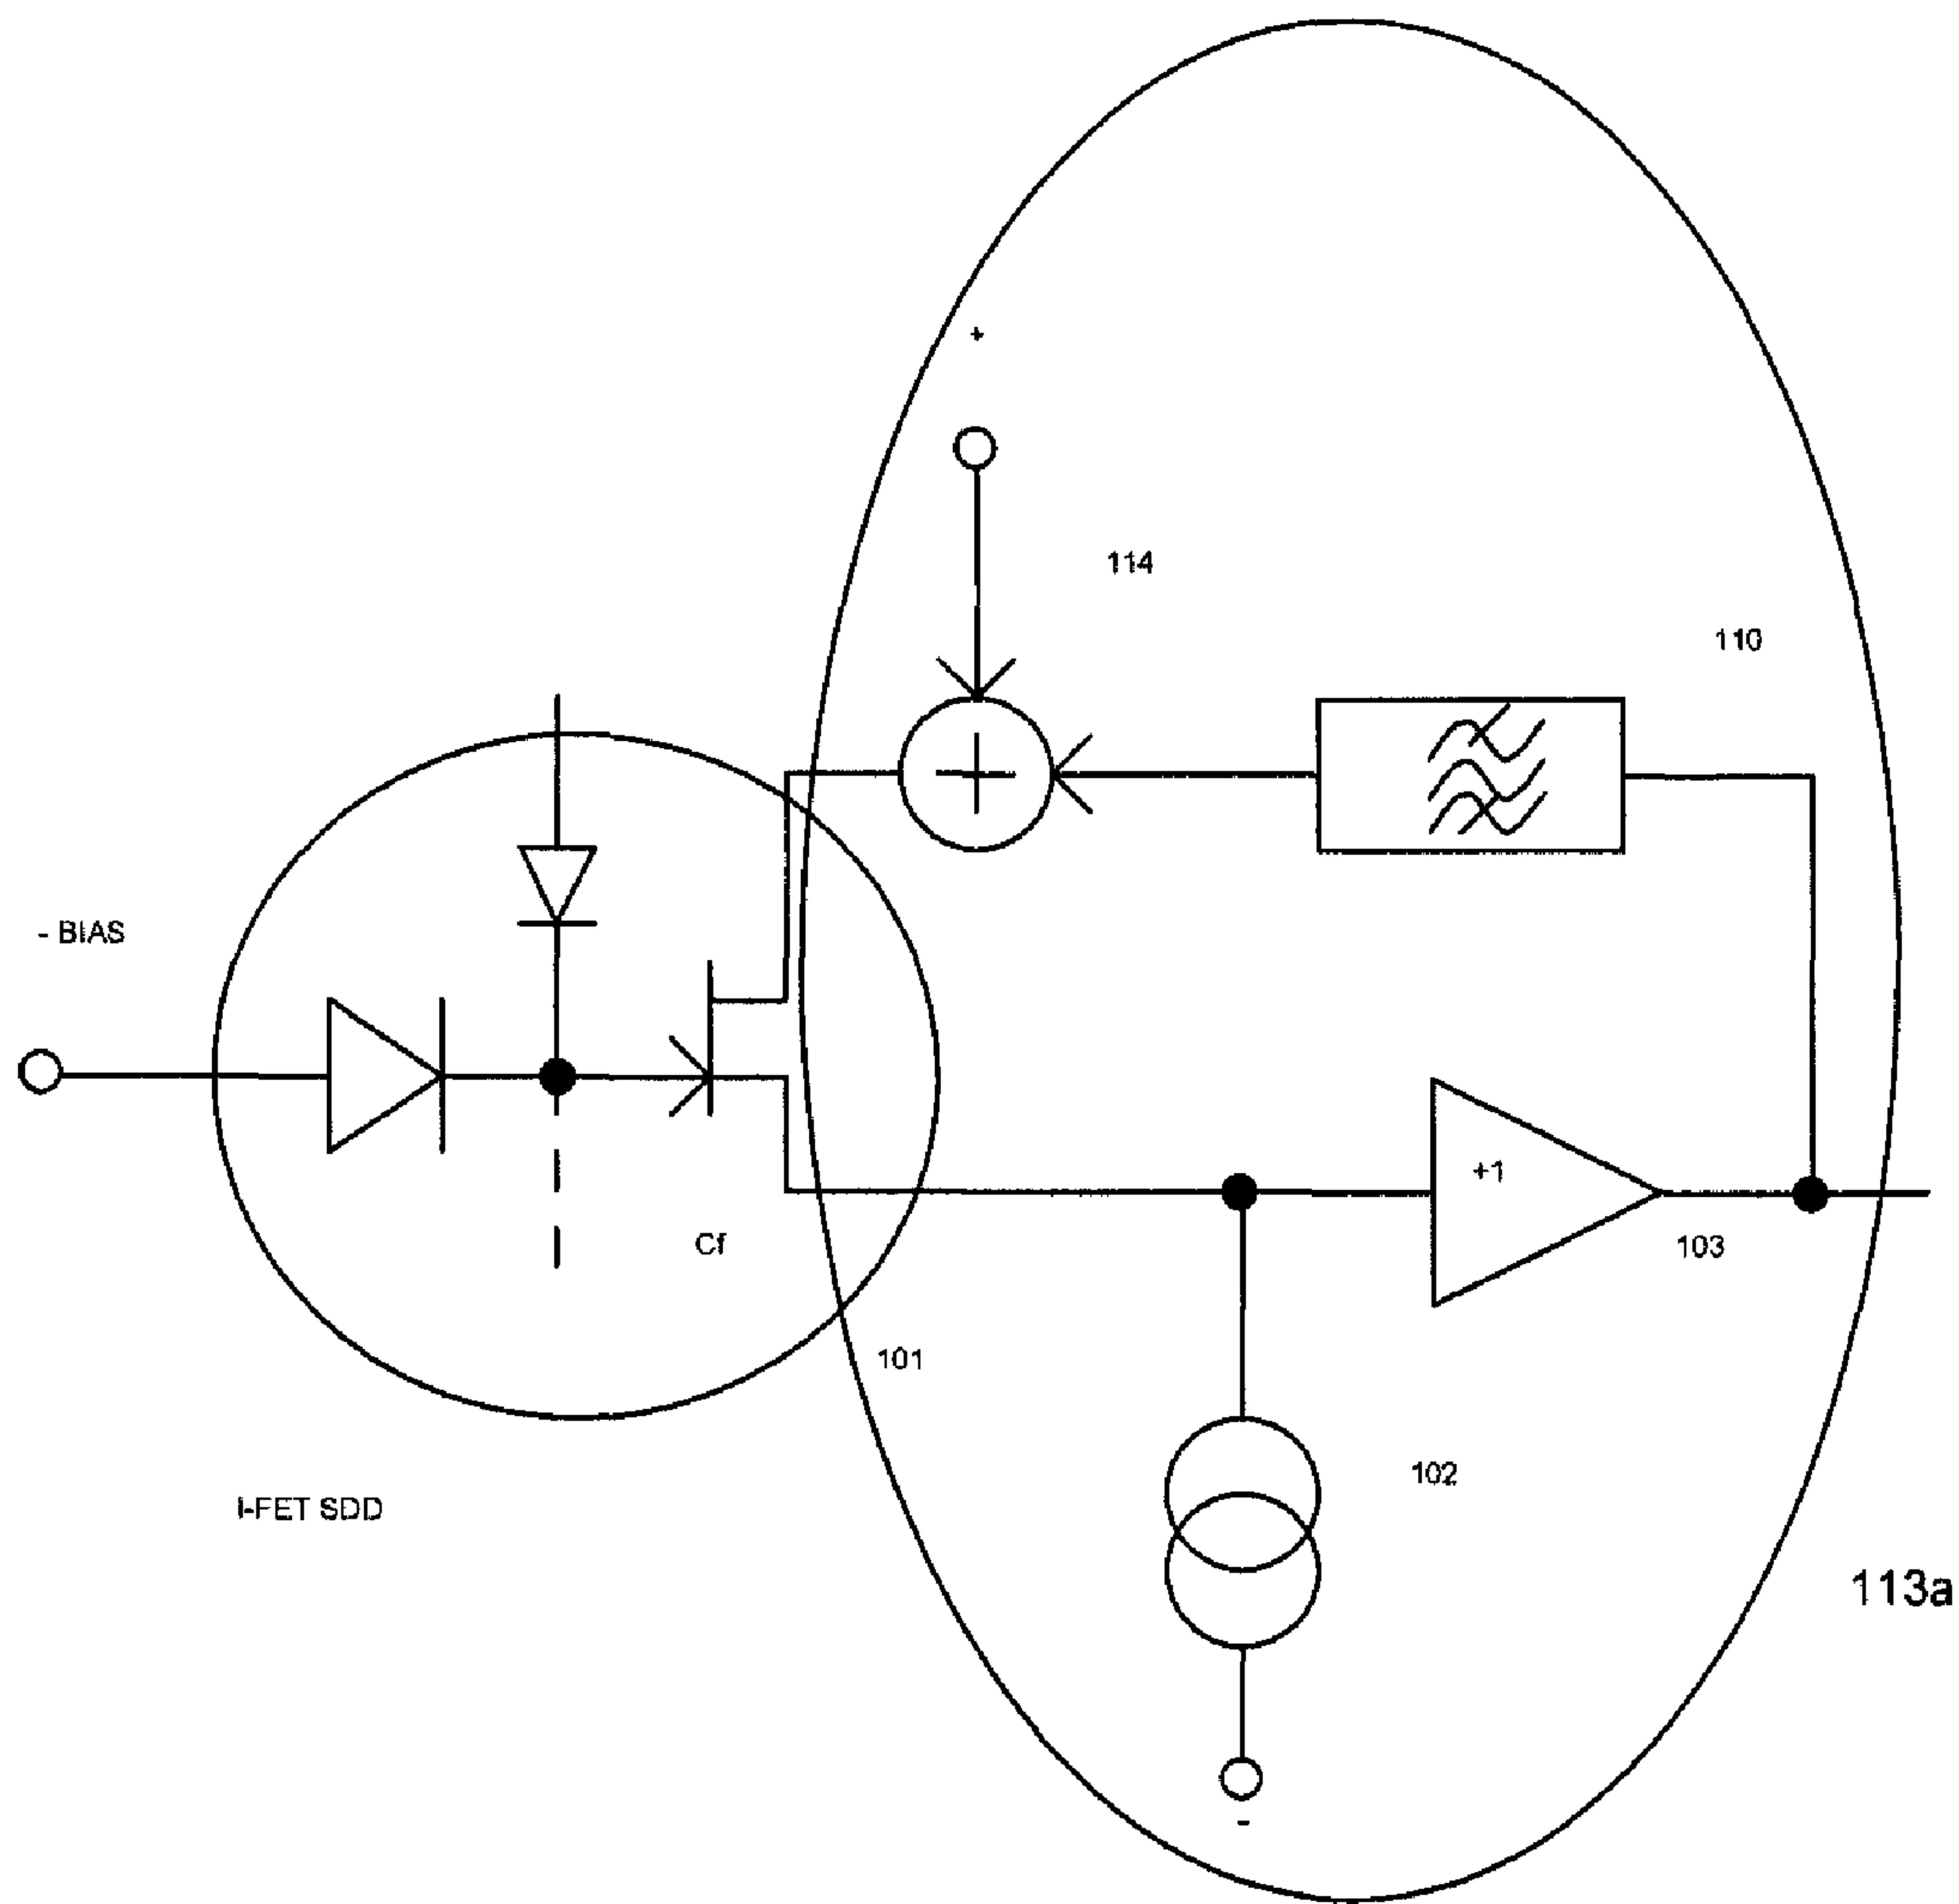 +
114
110
- BIAS
+1
Cf
103
101
102
I-FET SDD
113a
-